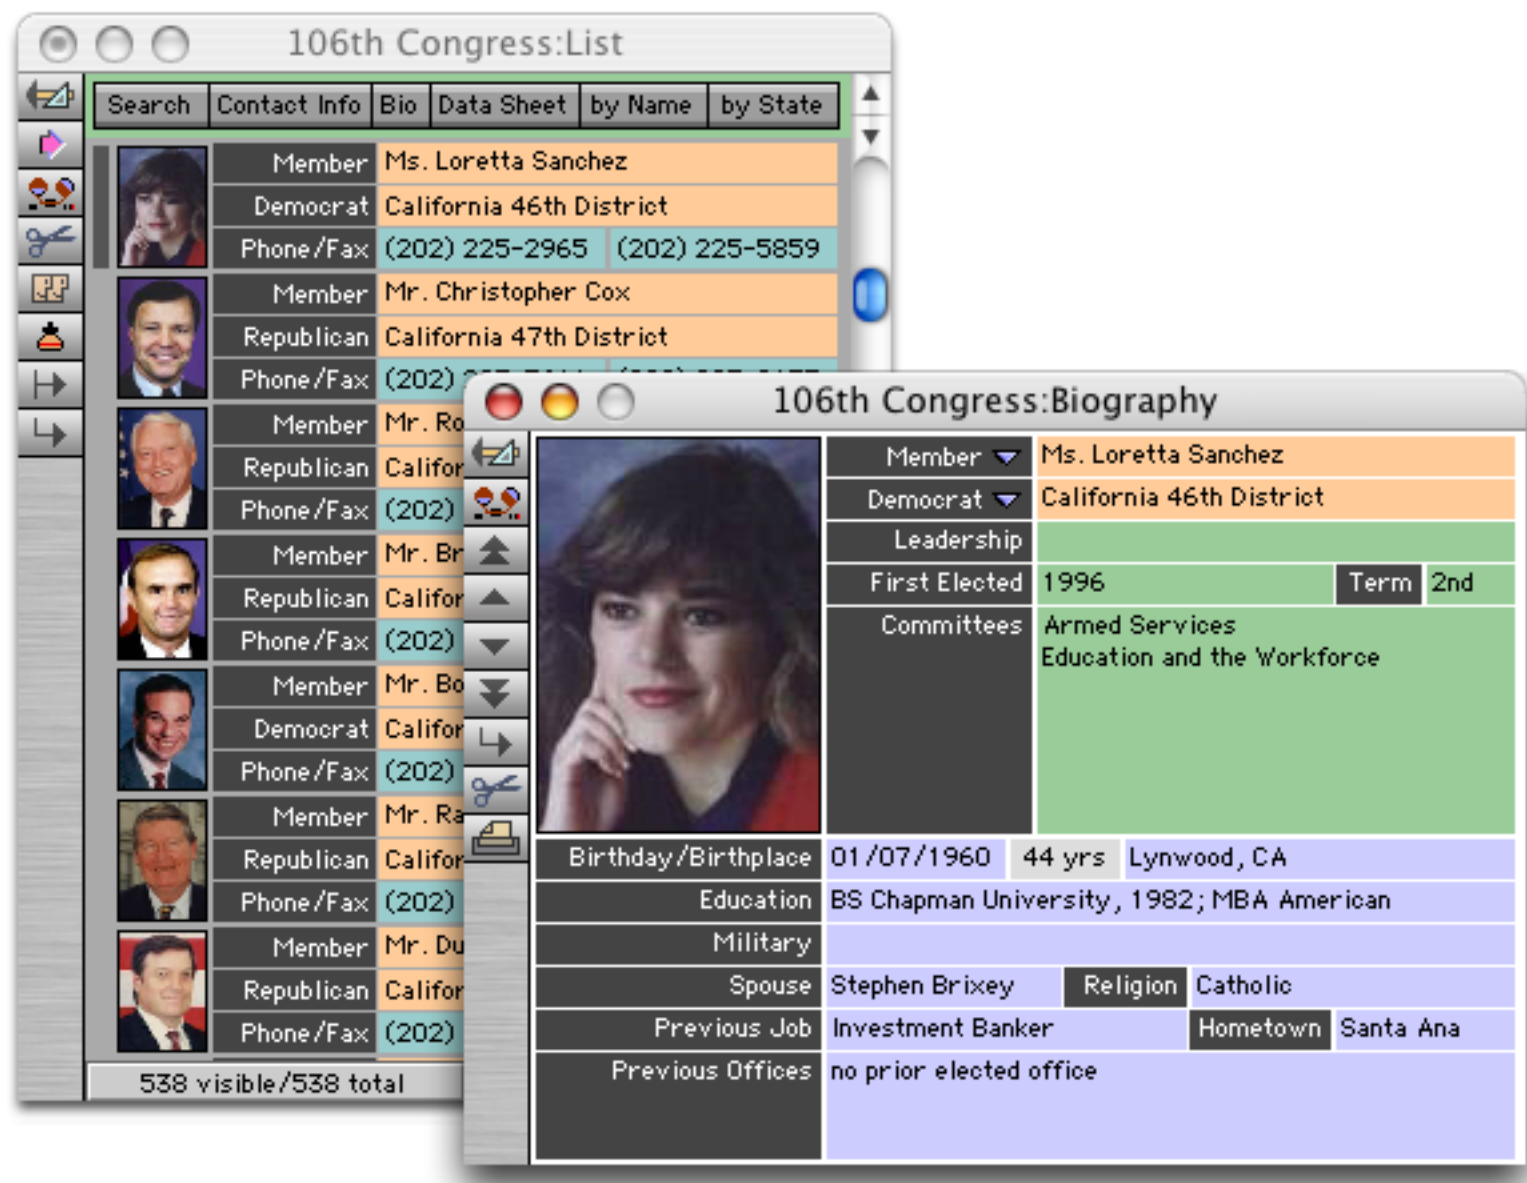 106th Congress:List
Search Contact Info Bio Data Sheet by Name by State
Member Ms. Loretta Sanchez
Democrat California 46th District
Phone/Fax (202) 225-2965 (202) 225-5859
Member Mr. Christopher Cox
Republican California 47th District
Phone/Fax (202)
Member Mr. Ro
Republican Califor
Phone/Fax (202)
Member Mr. Br
Republican Califor
Phone/Fax (202)
Member Mr. Bo
Democrat Califor
Phone/Fax (202)
Member Mr. Ra
Republican Califor
Phone/Fax (202)
Member Mr. Du
Republican Califor
Phone/Fax (202)
538 visible/538 total
106th Congress:Biography
Member Ms. Loretta Sanchez
Democrat California 46th District
Leadership
First Elected 1996 Term 2nd
Committees Armed Services
Education and the Workforce
Birthday/Birthplace 01/07/1960 44 yrs Lynwood, CA
Education BS Chapman University, 1982; MBA American
Military
Spouse Stephen Brixey Religion Catholic
Previous Job Investment Banker Hometown Santa Ana
Previous Offices no prior elected office